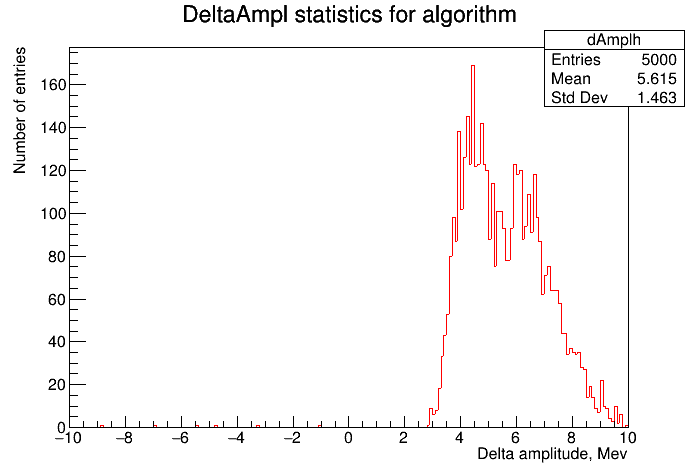 DeltaAmpl statistics for algorithm
dAmplh
Entries 5000
Mean 5.615
Std Dev 1.463
Number of entries
160
140
120
100
80
60
40
20
0
−10 −8 −6 −4 −2 0 2 4 6 8 10
Delta amplitude, Mev